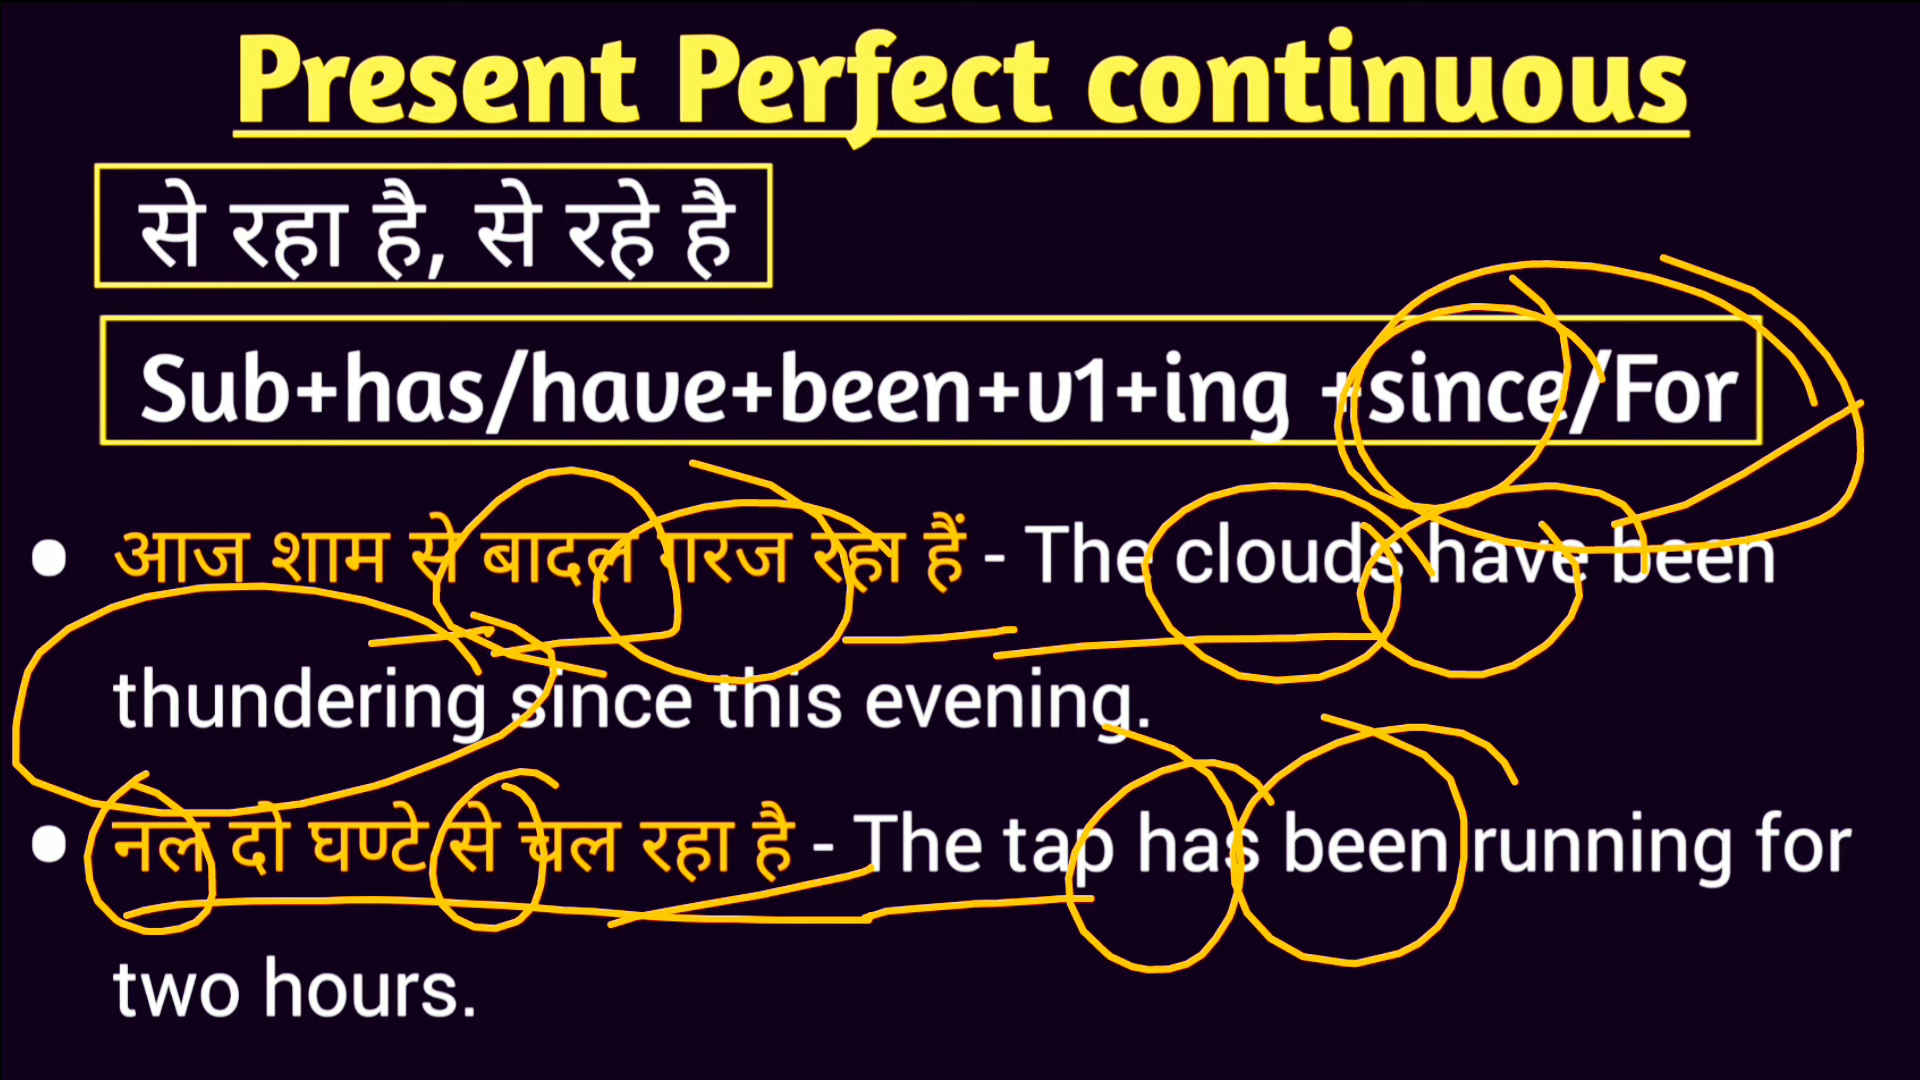 Present Perfect continuous
से रहा है, से रहे है
Sub+has/have+been+v1+ing +since/For
• आज शाम से बादल गरज रहा हैं - The clouds have been
thundering since this evening.
• नल दो घण्टे से चल रहा है - The tap has been running for
two hours.